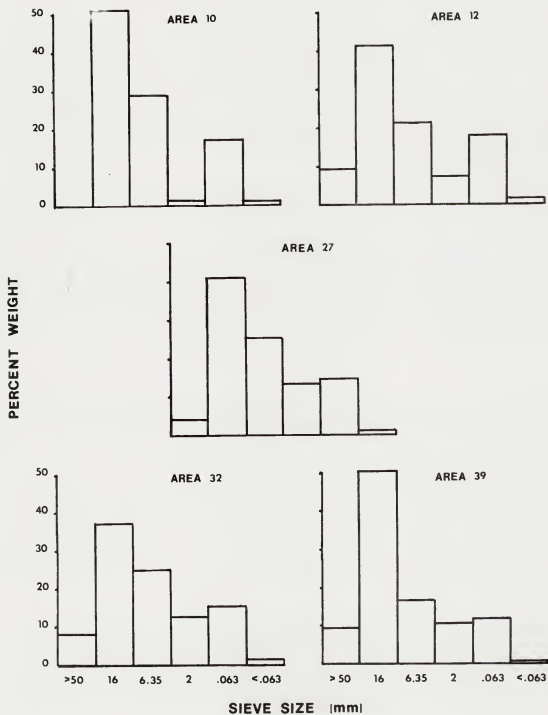 AREA 10
50
40
30
20
10
0
AREA 12
AREA 27
PERCENT WEIGHT
AREA 32
50
40
30
20
10
0
AREA 39
>50 16 6.35 2 .063 <.063 >50 16 6.35 2 .063 <.063
SIEVE SIZE (mm)